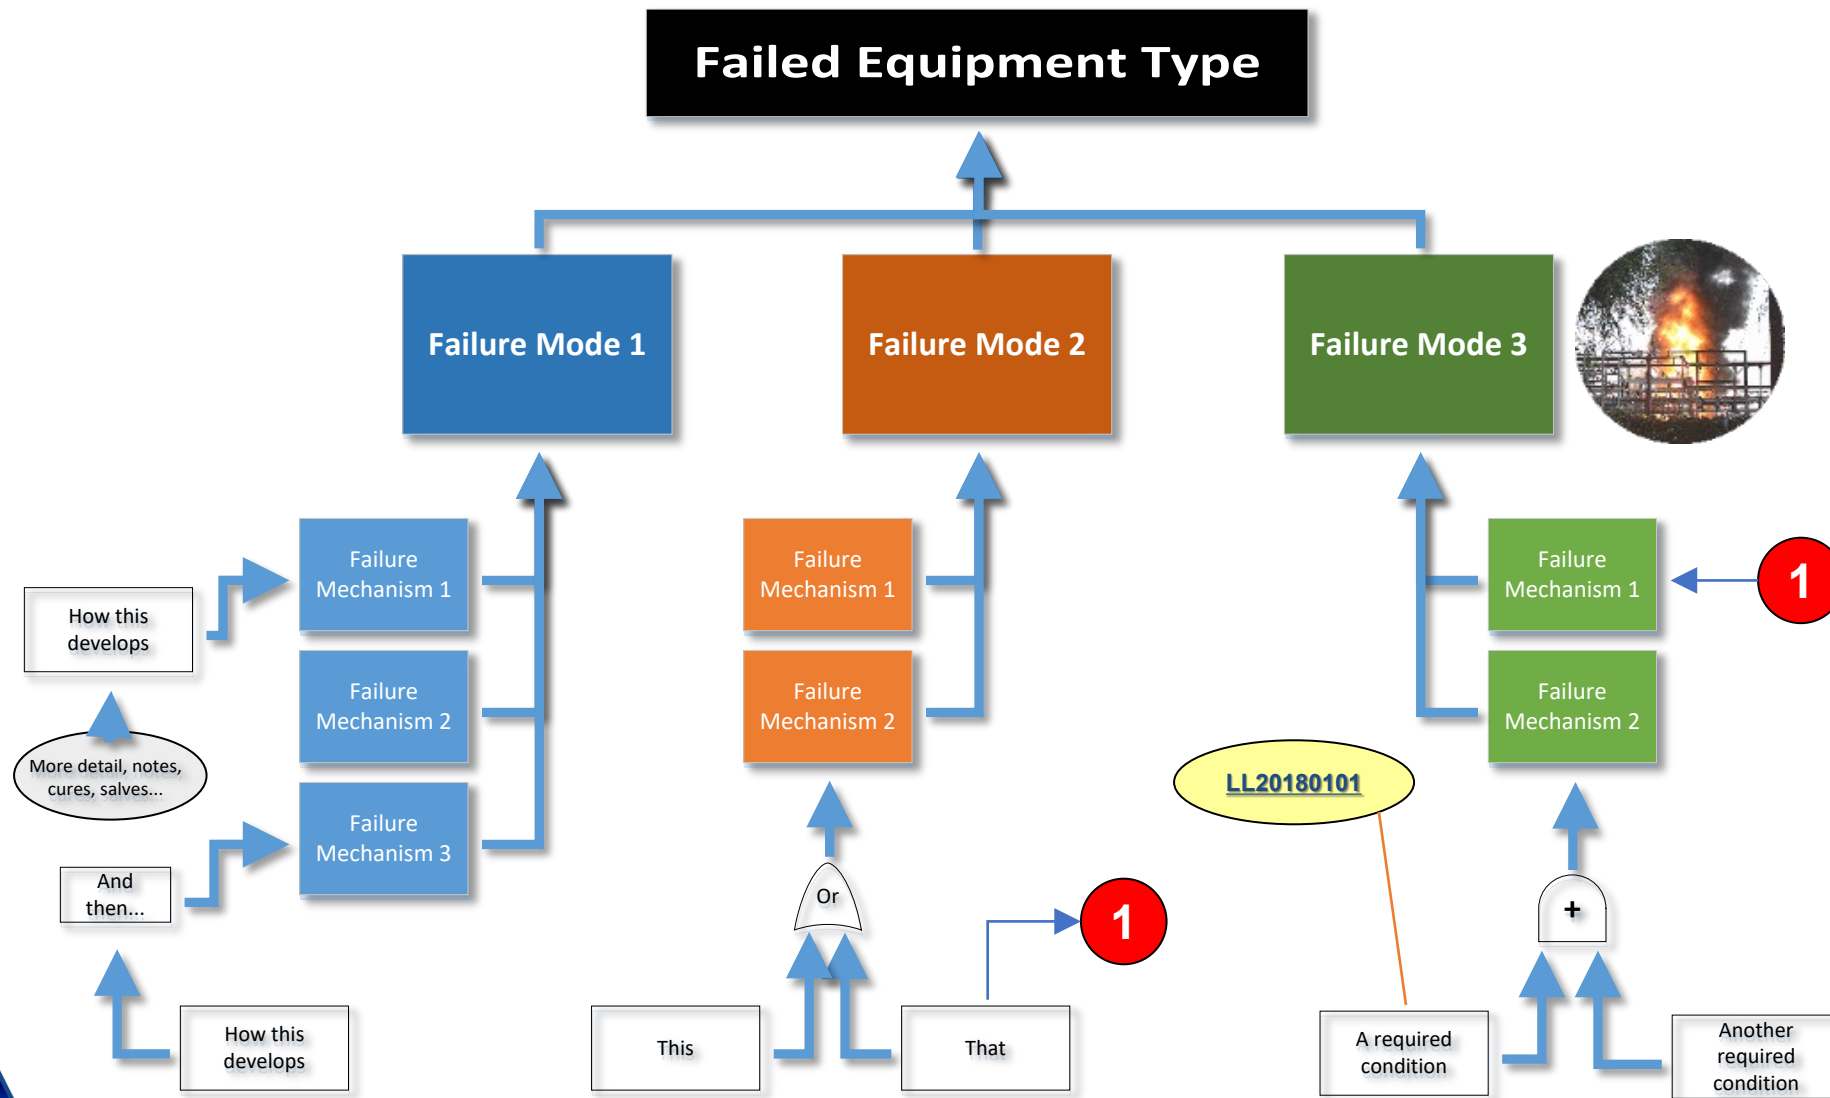 Failed Equipment Type
Failure Mode 1
Failure Mode 2
Failure Mode 3
Failure
Mechanism 1
Failure
Mechanism 2
Failure
Mechanism 3
How this
develops
More detail, notes,
cures, salves...
And
then...
How this
develops
Failure
Mechanism 1
Failure
Mechanism 2
Or
This
That
1
Failure
Mechanism 1
1
Failure
Mechanism 2
LL20180101
+
A required
condition
Another
required
condition